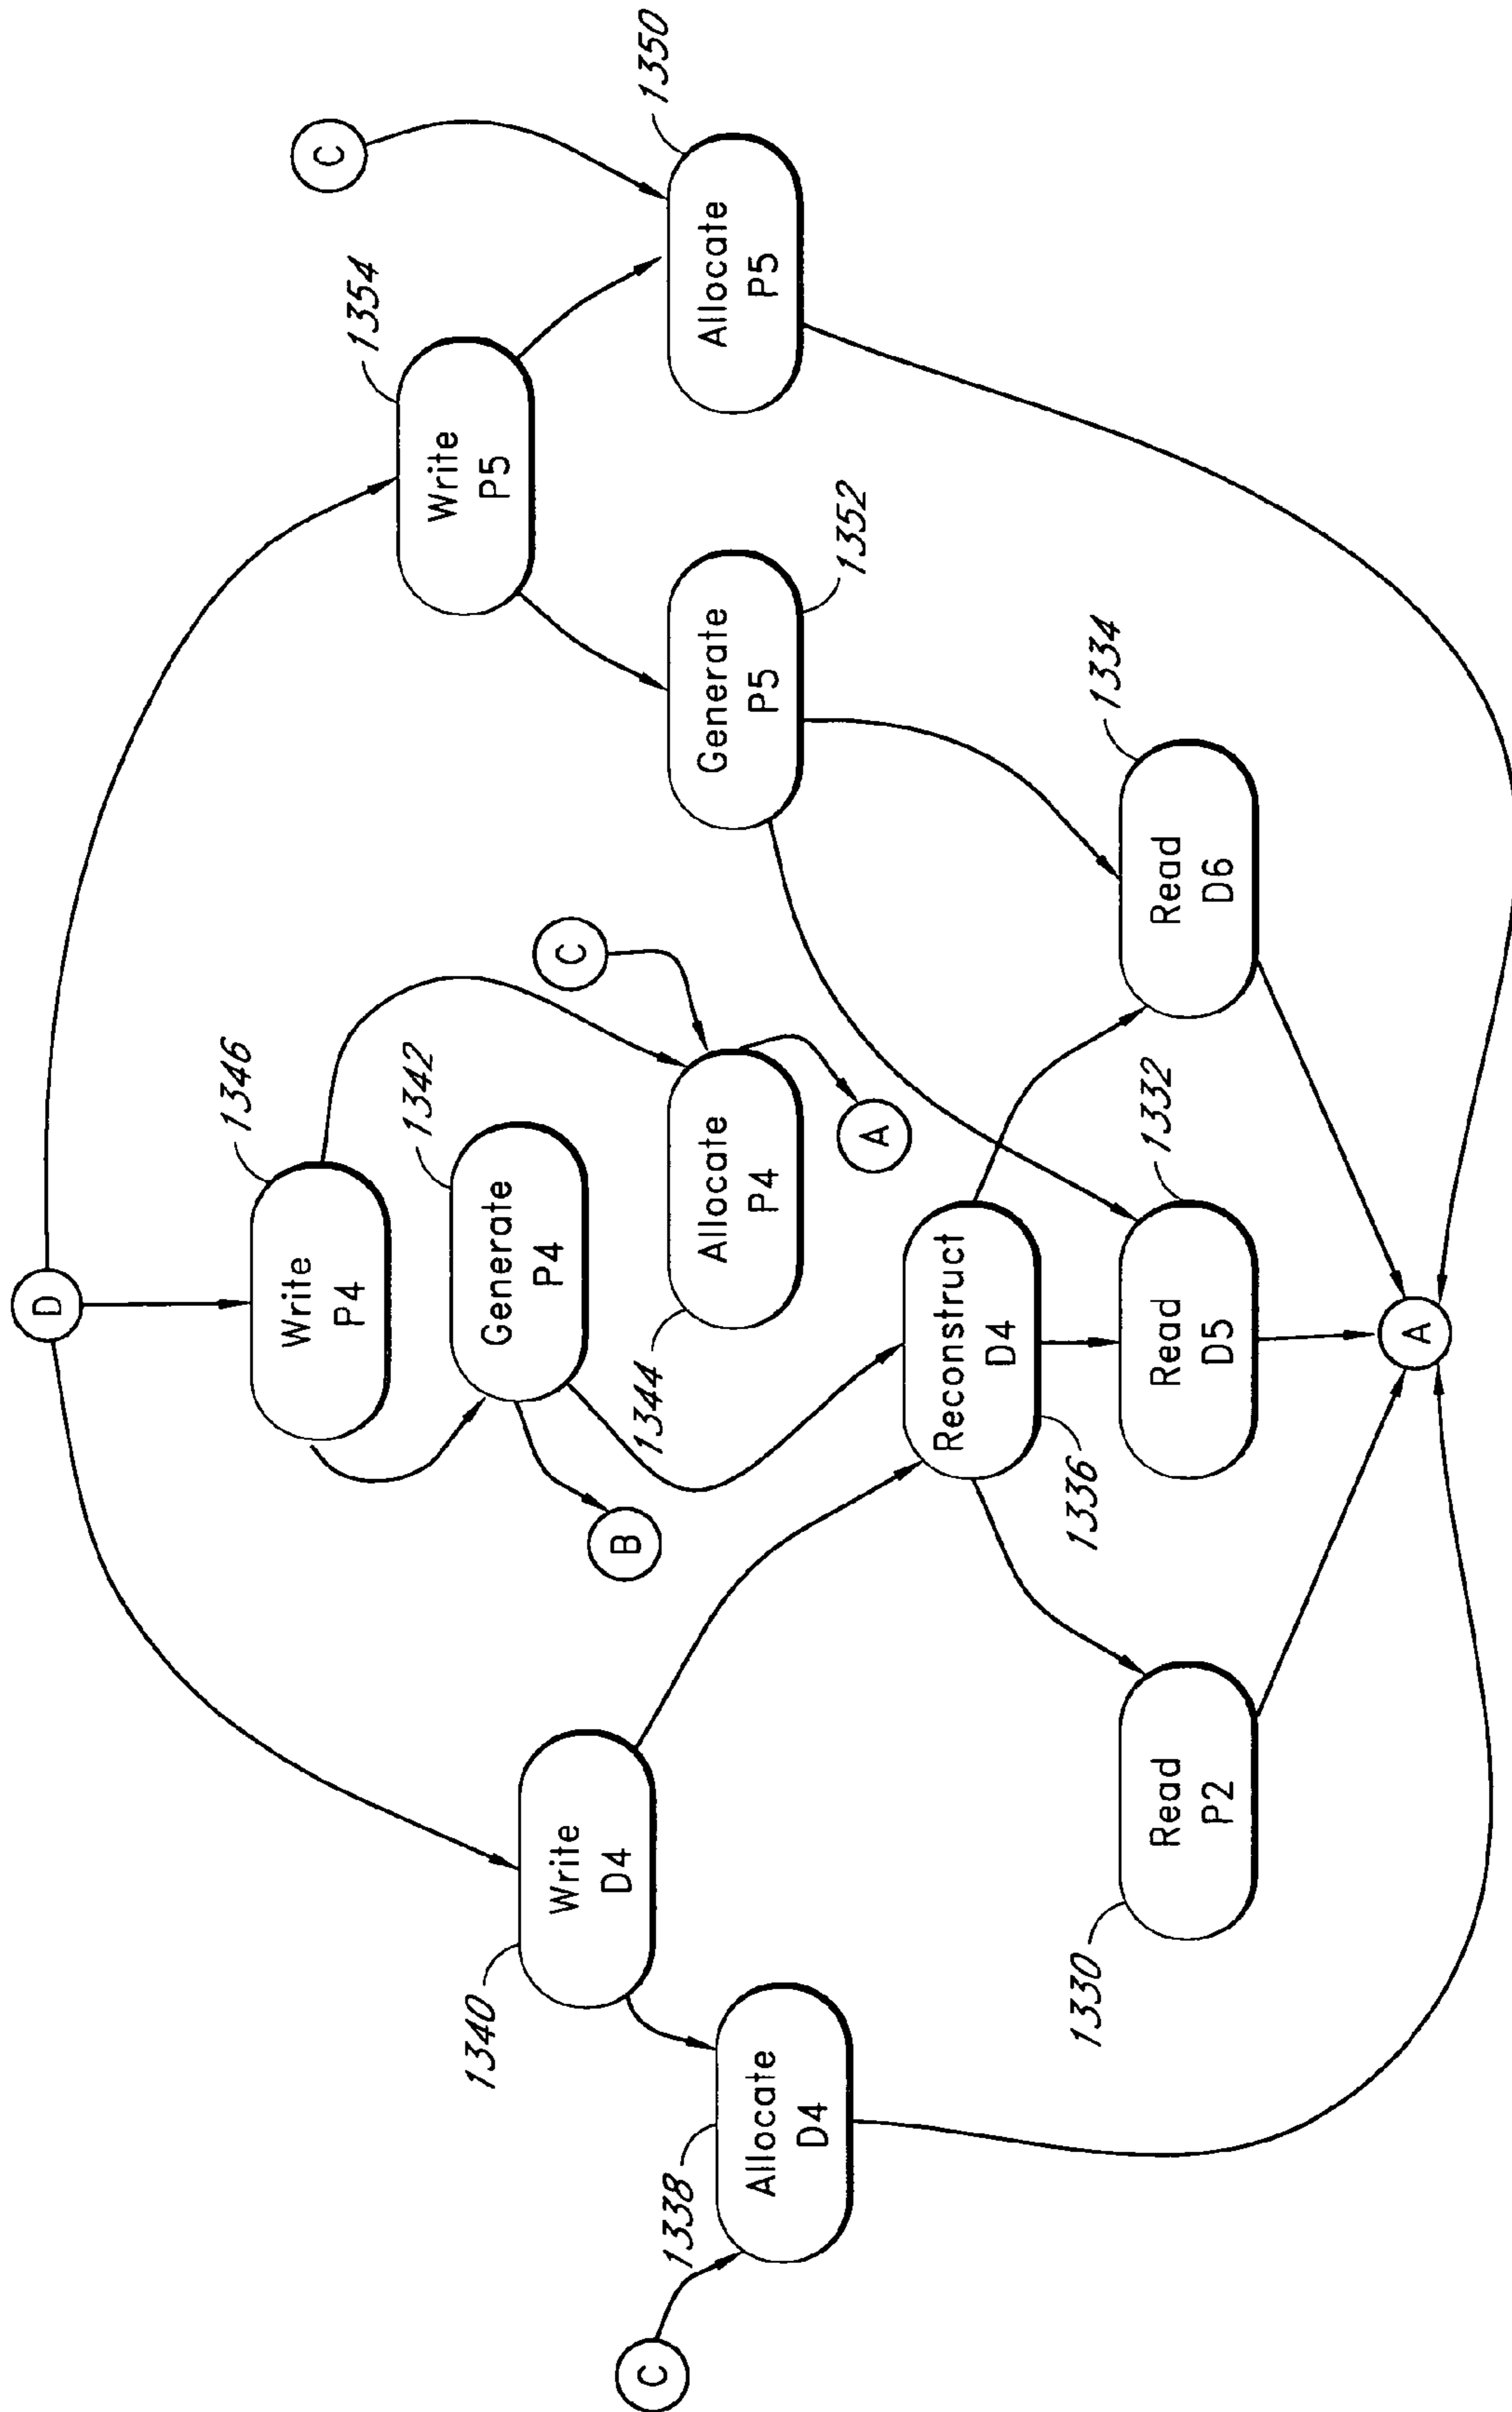 D
1346
Write
P4
1354
Write
P5
C
1342
Generate
P4
1340
Write
D4
B
C
1350
Allocate
P5
1352
Generate
P5
1344
Allocate
P4
A
C
1338
Allocate
D4
1336
Reconstruct
D4
1330
Read
P2
1332
Read
D5
1334
Read
D6
A